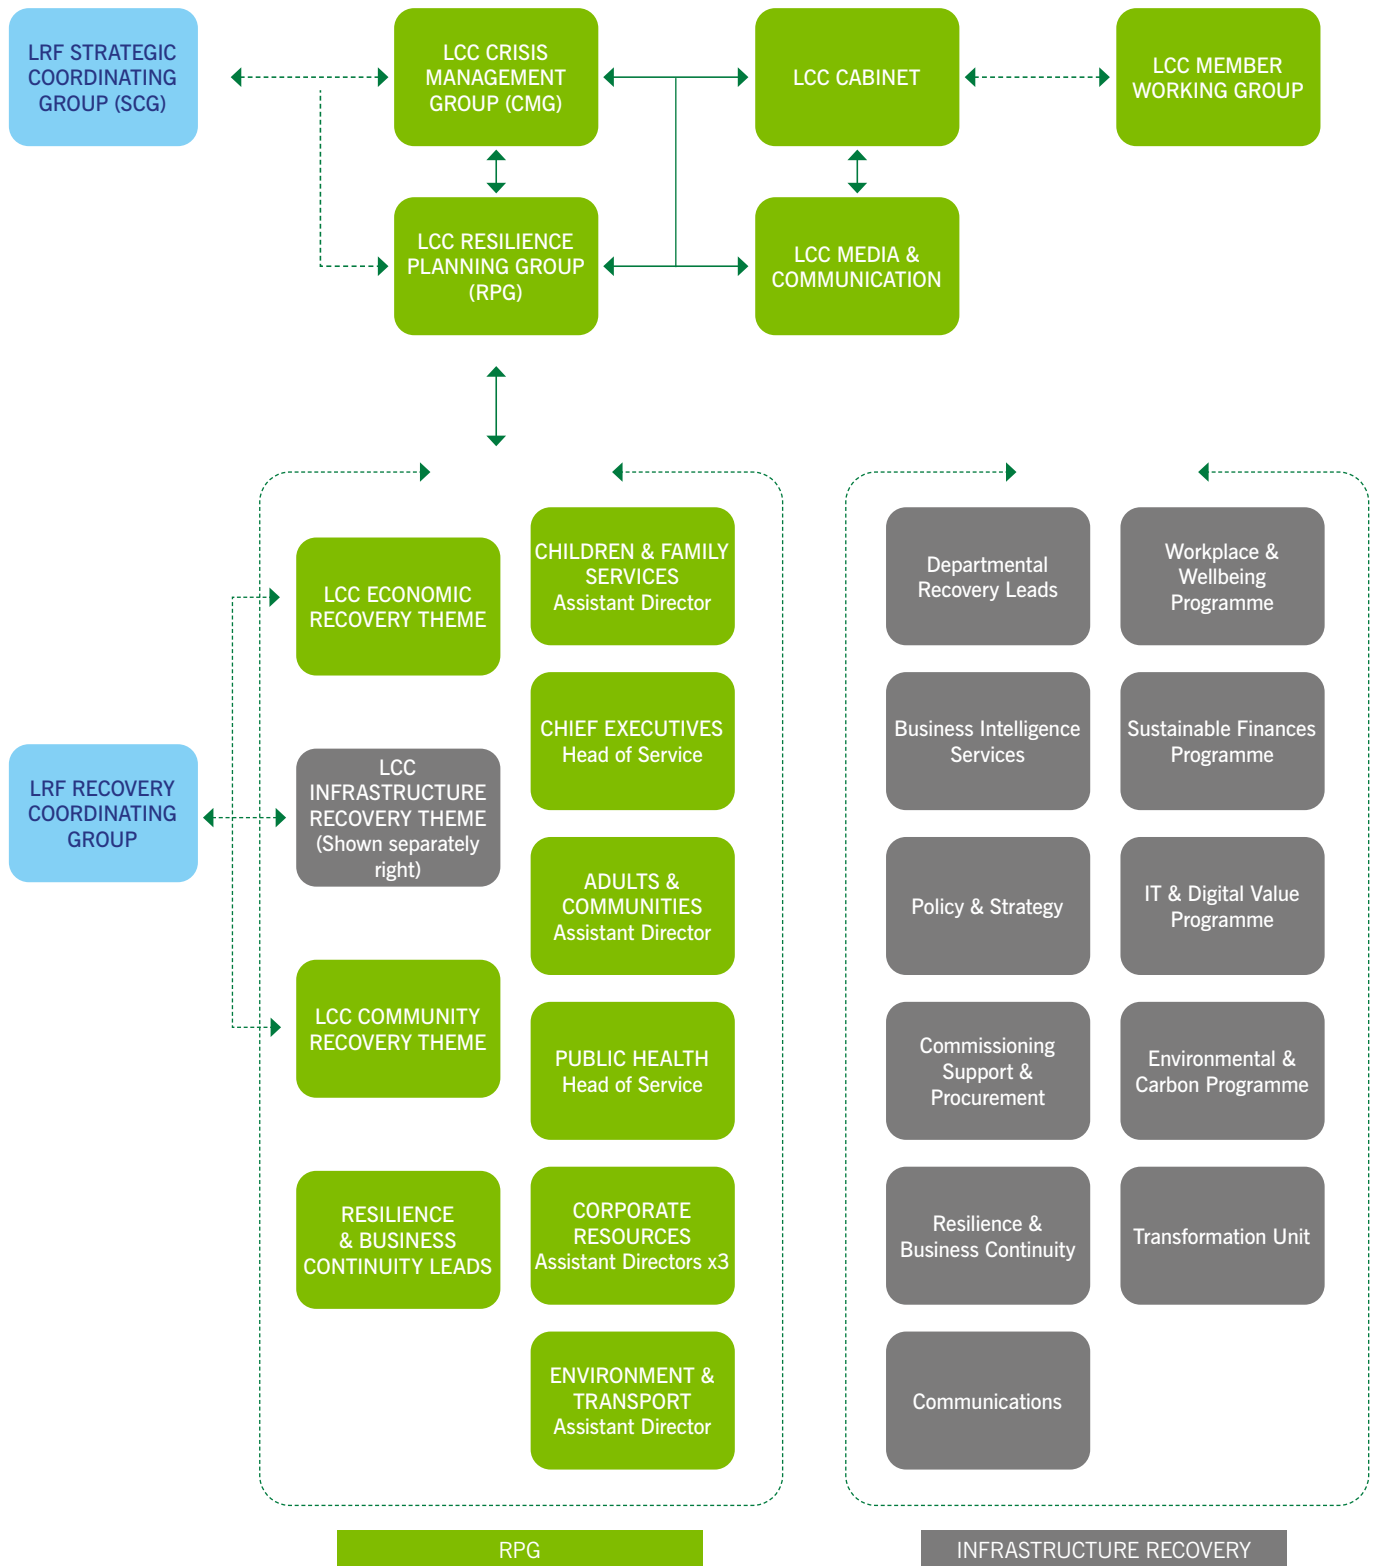 LRF STRATEGIC
COORDINATING
GROUP (SCG)
LCC CRISIS
MANAGEMENT
GROUP (CMG)
LCC CABINET
LCC MEMBER
WORKING GROUP
LCC RESILIENCE
PLANNING GROUP
(RPG)
LCC MEDIA &
COMMUNICATION
LRF RECOVERY
COORDINATING
GROUP
LCC ECONOMIC
RECOVERY THEME
LCC
INFRASTRUCTURE
RECOVERY THEME
(Shown separately
right)
LCC COMMUNITY
RECOVERY THEME
RESILIENCE
& BUSINESS
CONTINUITY LEADS
CHILDREN & FAMILY
SERVICES
Assistant Director
CHIEF EXECUTIVES
Head of Service
ADULTS &
COMMUNITIES
Assistant Director
PUBLIC HEALTH
Head of Service
CORPORATE
RESOURCES
Assistant Directors x3
ENVIRONMENT &
TRANSPORT
Assistant Director
RPG
Departmental
Recovery Leads
Business Intelligence
Services
Policy & Strategy
Commissioning
Support &
Procurement
Resilience &
Business Continuity
Communications
Workplace &
Wellbeing
Programme
Sustainable Finances
Programme
IT & Digital Value
Programme
Environmental &
Carbon Programme
Transformation Unit
INFRASTRUCTURE RECOVERY